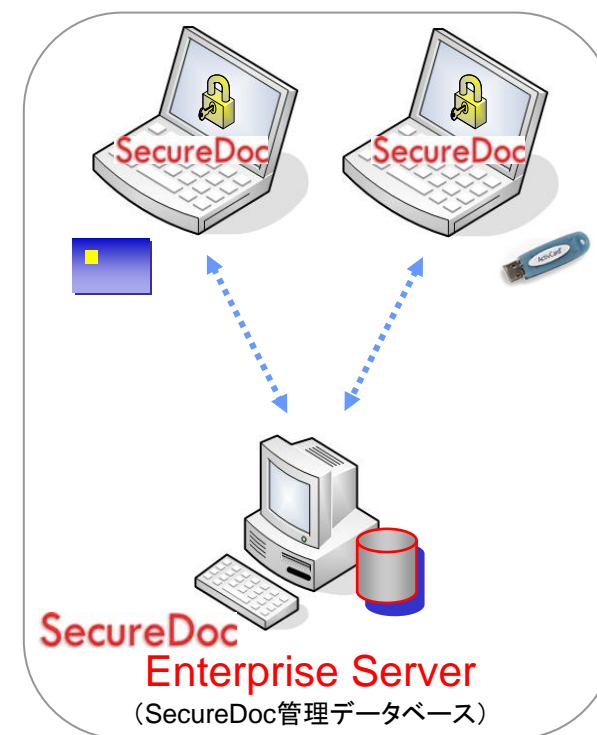 SecureDoc
SecureDoc
ActivCard
SecureDoc
Enterprise Server
（SecureDoc管理データベース）